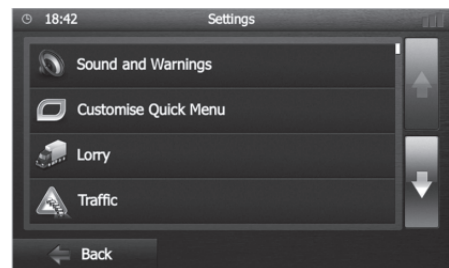 18:42 Settings
Sound and Warnings
Customise Quick Menu
Lorry
Traffic
Back